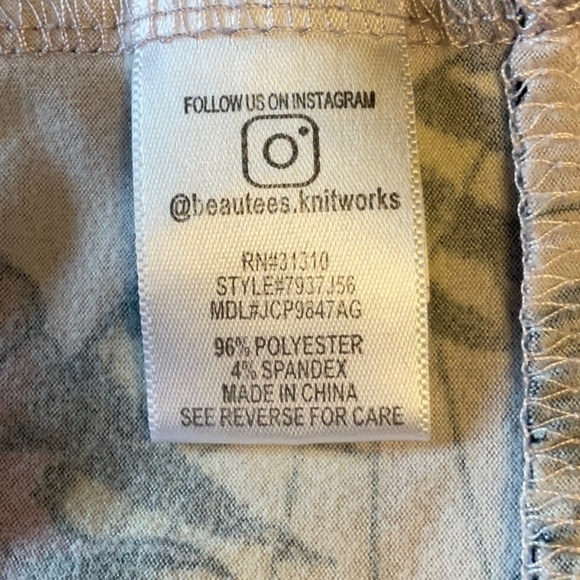 FOLLOW US ON INSTAGRAM
@beautees.knitworks
RN#31310
STYLE#7937J56
MDL#JCP9847AG
96% POLYESTER
4% SPANDEX
MADE IN CHINA
SEE REVERSE FOR CARE